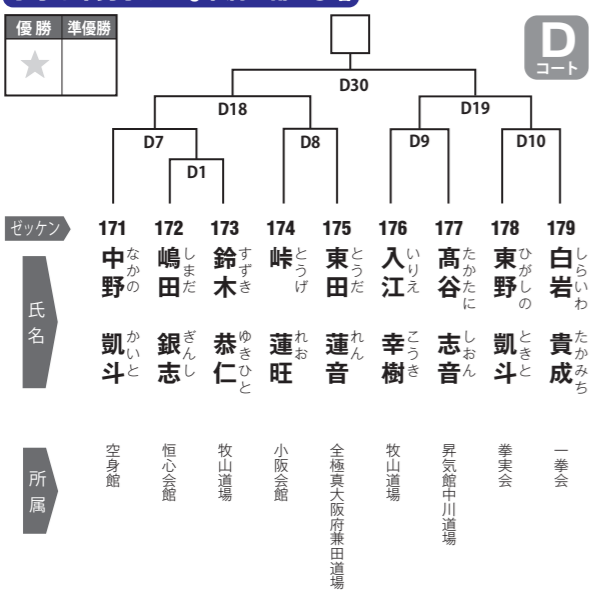 優勝 準優勝
★
D
コート
D30
D18 D19
D7 D8 D9 D10
D1
ゼッケン 171 172 173 174 175 176 177 178 179
氏名
中野 凱斗 なかの かいと
嶋田 銀志 しまだ ぎんし
鈴木 恭仁 すずき ゆきひと
峠 蓮旺 とうげ れお
東田 蓮音 とうだ れん
入江 幸樹 いりえ こうき
髙谷 志音 たかたに しおん
東野 凱斗 ひがしの ときと
白岩 貴成 しらいわ たかみち
所属
空身館
恒心会館
牧山道場
小阪会館
全極真大阪府兼田道場
牧山道場
昇気館中川道場
拳実会
一拳会